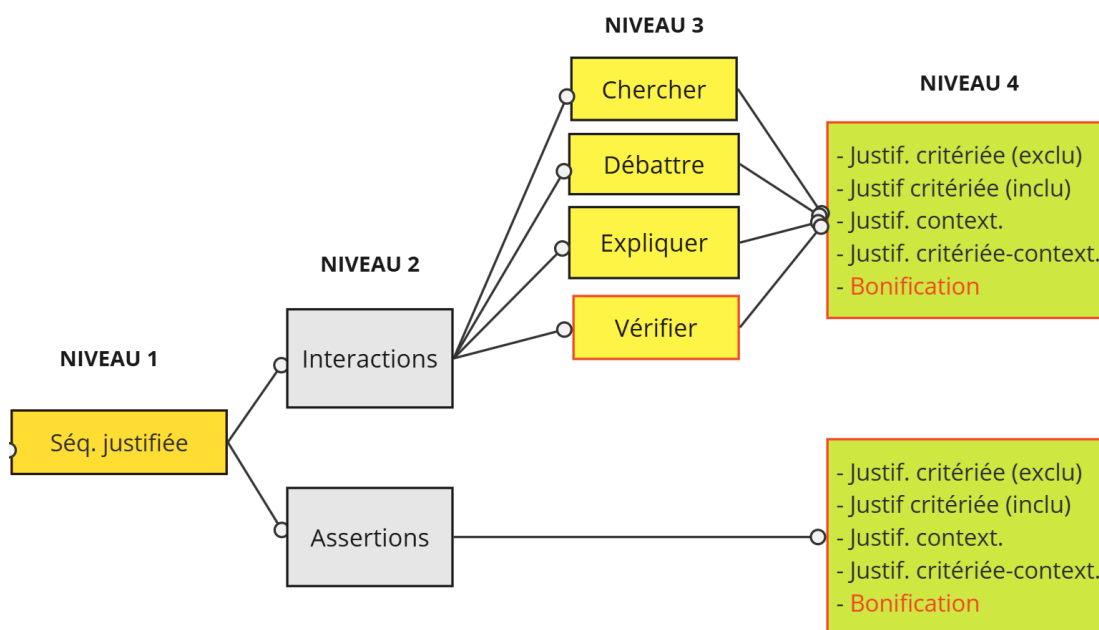 NIVEAU 3
Chercher
NIVEAU 4
- Justif. critériée (exclu)
Débattre
- Justif critériée (inclu)
- Justif. context.
Expliquer
- Justif. critériée-context.
NIVEAU 2
- Bonification
Vérifier
Interactions
NIVEAU 1
Séq. justifiée
- Justif. critériée (exclu)
- Justif critériée (inclu)
Assertions
- Justif. context.
- Justif. critériée-context.
- Bonification